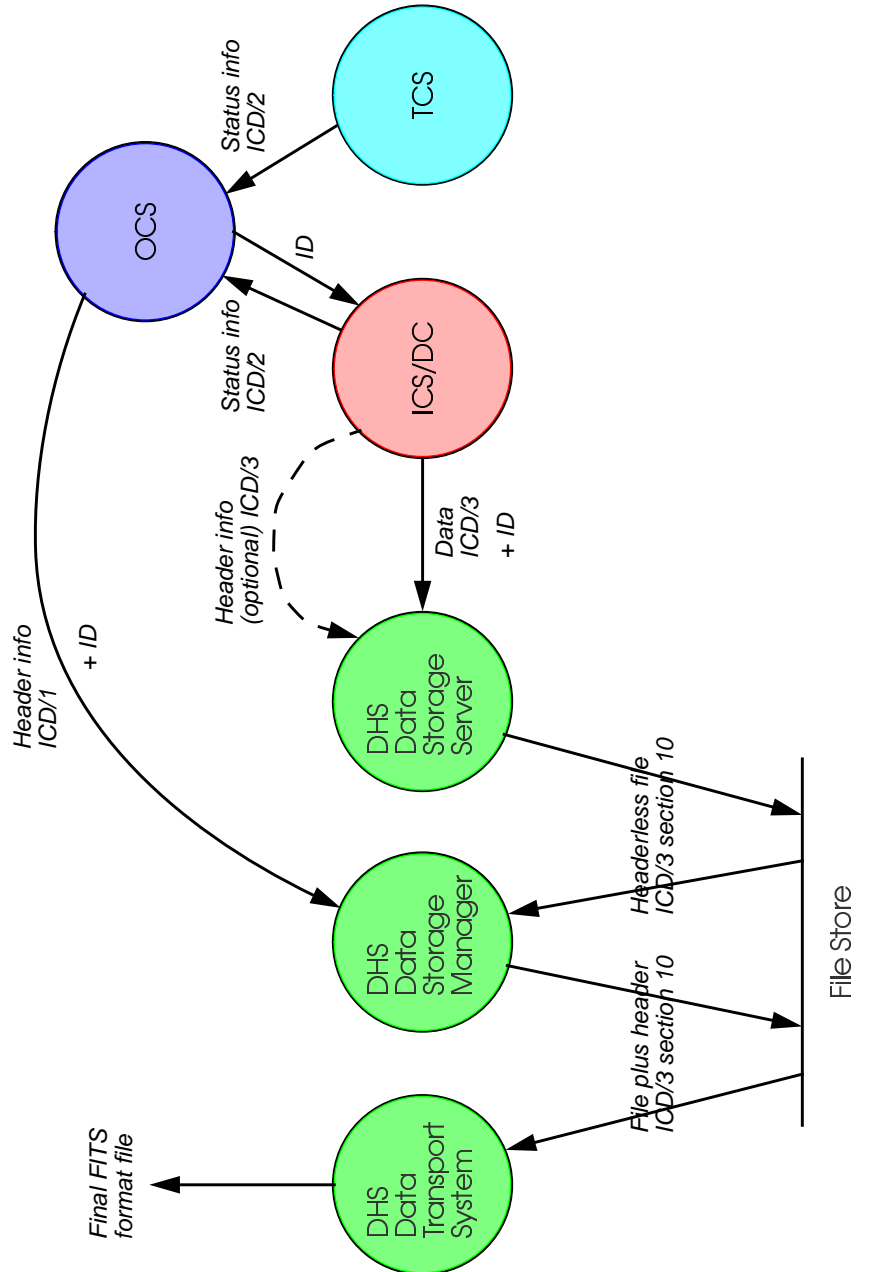 Final FITS
format file
DHS
Data
Transport
System
File plus header
ICD/3 section 10
DHS
Data
Storage
Manager
Headerless file
ICD/3 section 10
File Store
Header info
ICD/1
+ ID
DHS
Data
Storage
Server
Header info
(optional) ICD/3
Data
ICD/3
+ ID
ICS/DC
Status info
ICD/2
ID
OCS
Status info
ICD/2
TCS